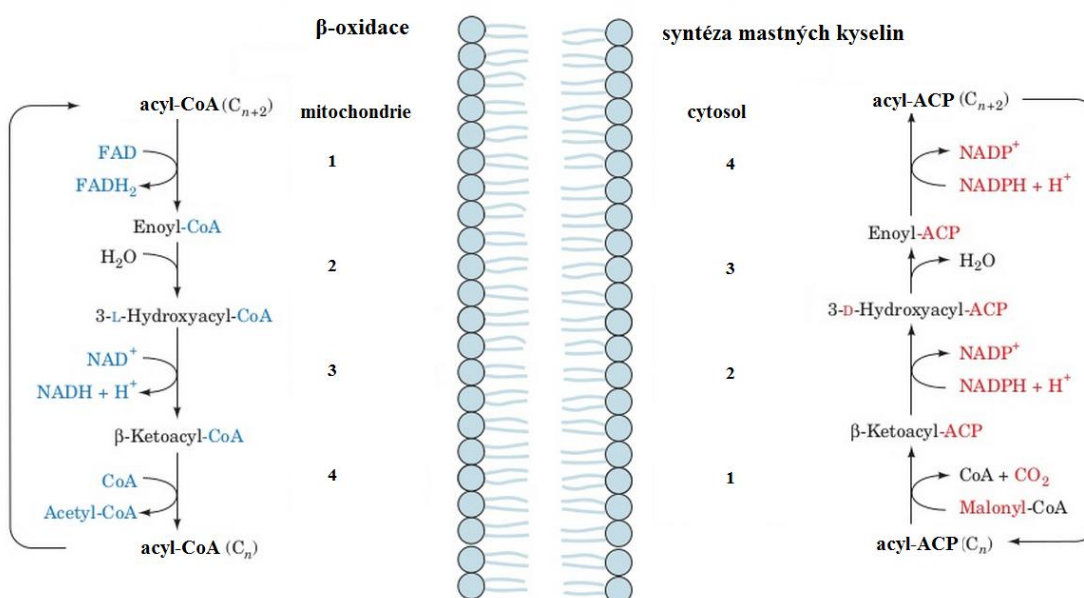 β-oxidace
mitochondrie
acyl-CoA (Cn+2)
FAD
FADH2
1
Enoyl-CoA
H2O
2
3-L-Hydroxyacyl-CoA
NAD+
NADH + H+
3
β-Ketoacyl-CoA
CoA
Acetyl-CoA
4
acyl-CoA (Cn)
syntéza mastných kyselin
cytosol
acyl-ACP (Cn+2)
4
NADP+
NADPH + H+
Enoyl-ACP
3
H2O
3-D-Hydroxyacyl-ACP
2
NADP+
NADPH + H+
β-Ketoacyl-ACP
1
CoA + CO2
Malonyl-CoA
acyl-ACP (Cn)